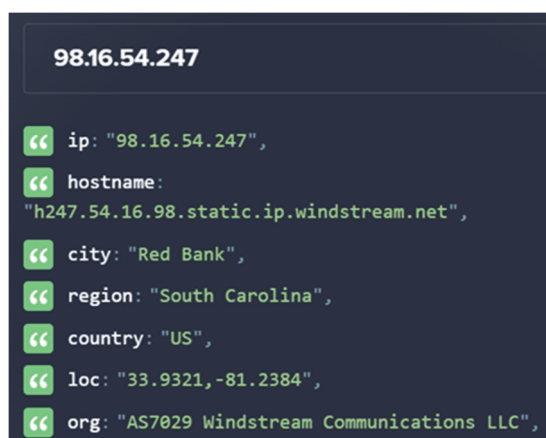 98.16.54.247
ip: "98.16.54.247",
hostname:
"h247.54.16.98.static.ip.windstream.net",
city: "Red Bank",
region: "South Carolina",
country: "US",
loc: "33.9321,-81.2384",
org: "AS7029 Windstream Communications LLC",